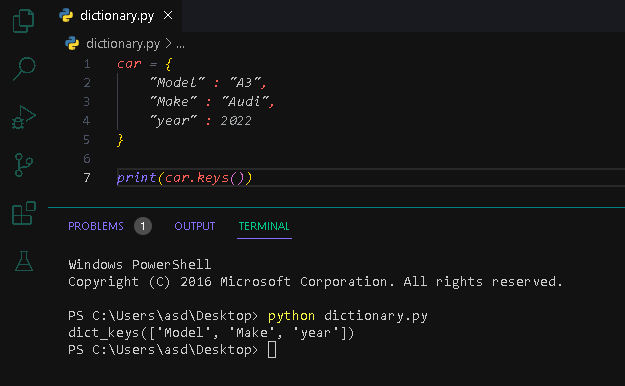 dictionary.py ×
dictionary.py > ...
1 car = {
2     "Model" : "A3",
3     "Make" : "Audi",
4     "year" : 2022
5 }
6
7 print(car.keys())
PROBLEMS 1 OUTPUT TERMINAL
Windows PowerShell
Copyright (C) 2016 Microsoft Corporation. All rights reserved.
PS C:\Users\asd\Desktop> python dictionary.py
dict_keys(['Model', 'Make', 'year'])
PS C:\Users\asd\Desktop>